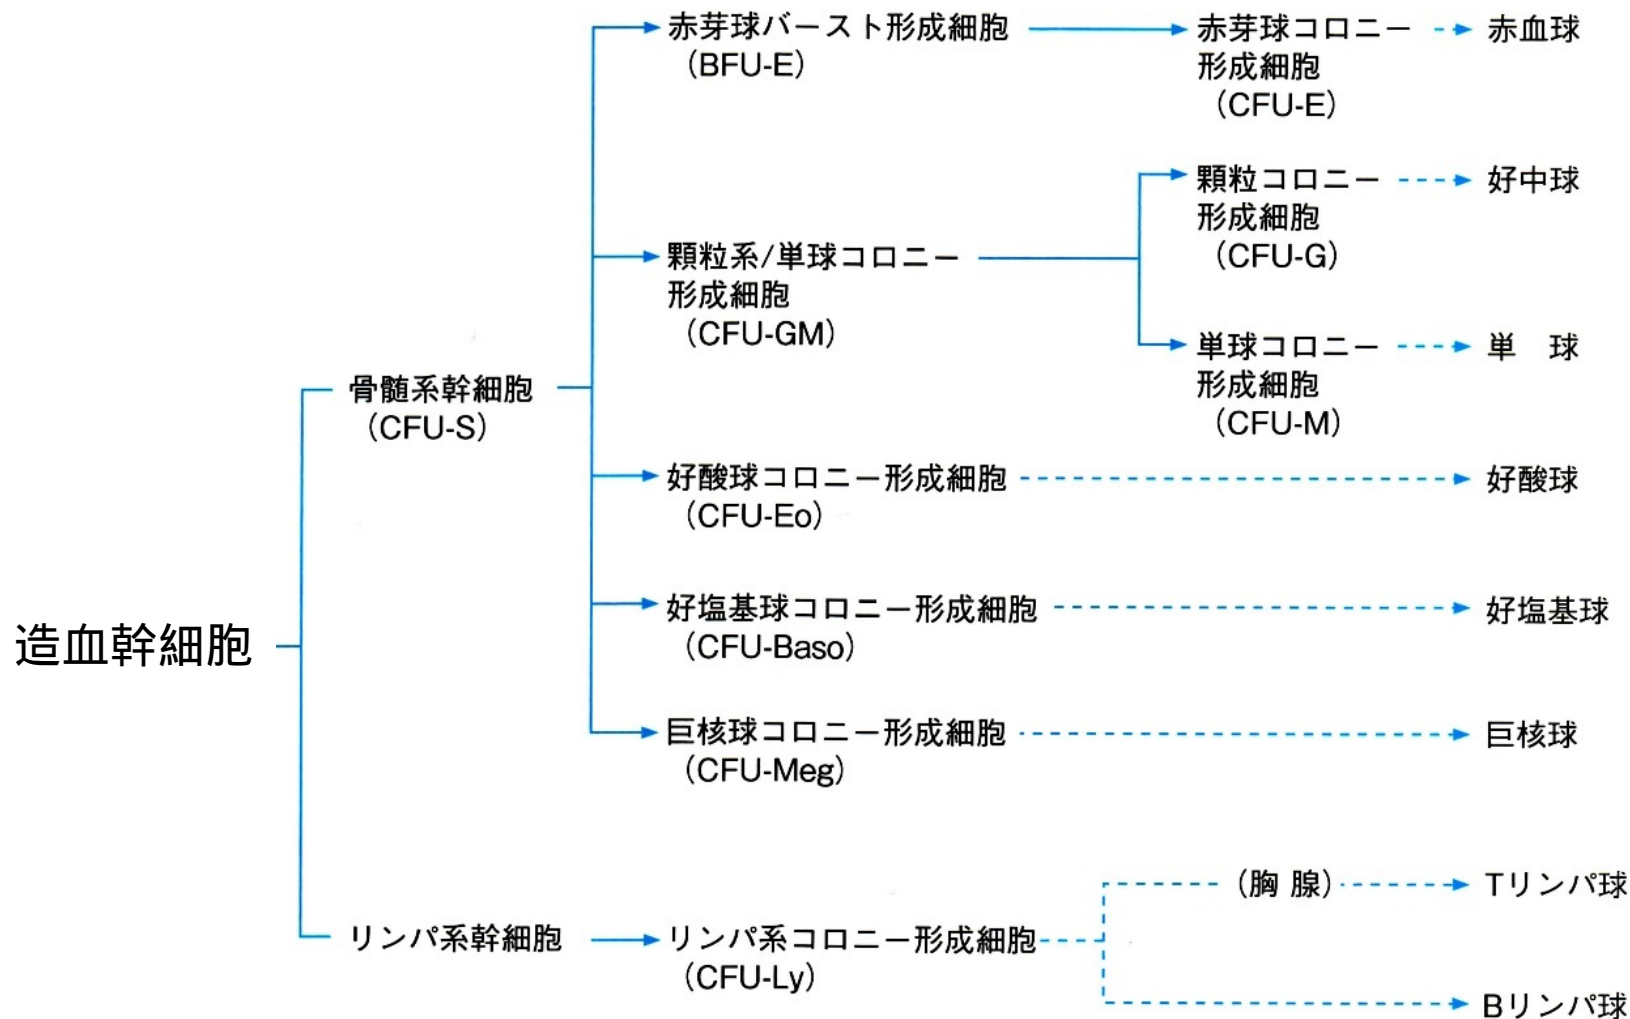 赤芽球バースト形成細胞
（BFU-E）
赤芽球コロニー
形成細胞
（CFU-E）
赤血球
顆粒系/単球コロニー
形成細胞
（CFU-GM）
顆粒コロニー
形成細胞
（CFU-G）
好中球
単球コロニー
形成細胞
（CFU-M）
単　球
骨髄系幹細胞
（CFU-S）
好酸球コロニー形成細胞
（CFU-Eo）
好酸球
好塩基球コロニー形成細胞
（CFU-Baso）
好塩基球
造血幹細胞
巨核球コロニー形成細胞
（CFU-Meg）
巨核球
リンパ系幹細胞
リンパ系コロニー形成細胞
（CFU-Ly）
（胸 腺）
Tリンパ球
Bリンパ球